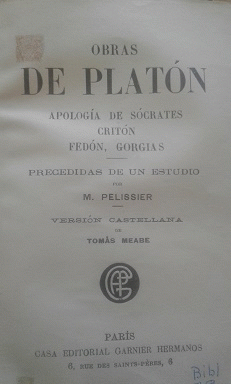 OBRAS
DE PLATÓN
APOLOGÍA DE SÓCRATES
CRITÓN
FEDÓN, GORGIAS
PRECEDIDAS DE UN ESTUDIO
POR
M. PELISSIER
VERSIÓN CASTELLANA
DE
TOMÁS MEABE
PARÍS
CASA EDITORIAL GARNIER HERMANOS
6, RUE DES SAINTS-PÈRES, 6
Bibl